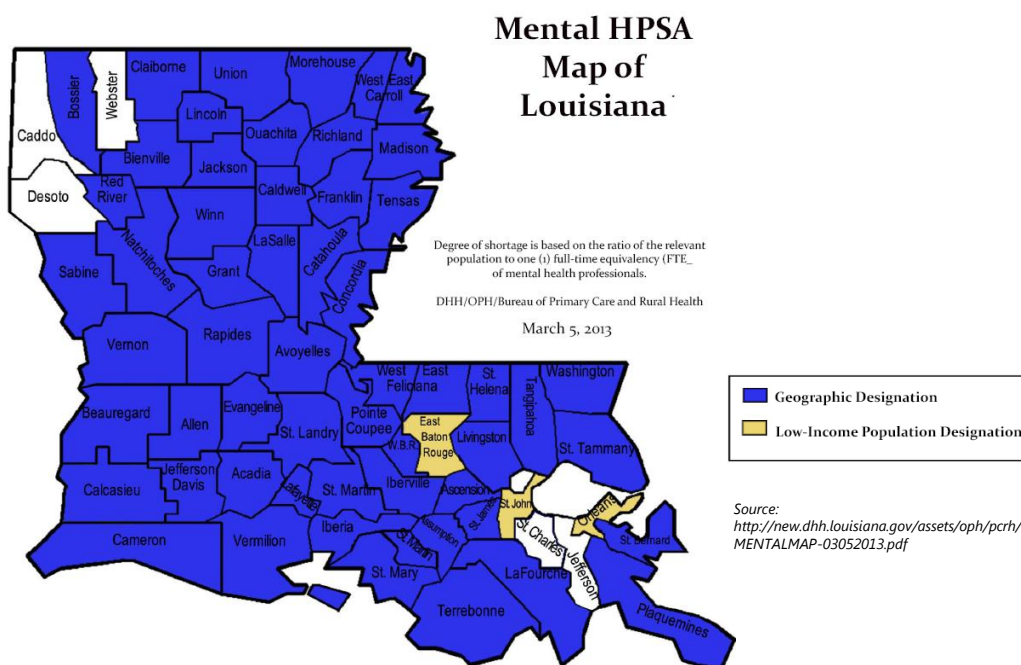 Mental HPSA
Map of
Louisiana
Claiborne
Union
Morehouse
West East
Carroll
Webster
Bossier
Caddo
Lincoln
Ouachita
Richland
Madison
Bienville
Jackson
Desoto
Red
River
Caldwell
Franklin
Tensas
Winn
Natchitoches
LaSalle
Catahoula
Concordia
Sabine
Grant
Degree of shortage is based on the ratio of the relevant
population to one (1) full-time equivalency (FTE_
of mental health professionals.
DHH/OPH/Bureau of Primary Care and Rural Health
March 5, 2013
Vernon
Rapides
Avoyelles
West East
Feliciana
St.
Helena
Tangipahoa
Washington
Beauregard
Allen
Evangeline
St. Landry
Pointe
Coupee
W.B.R.
East
Baton
Rouge
Livingston
St. Tammany
Geographic Designation
Low-Income Population Designation
Calcasieu
Jefferson
Davis
Acadia
Lafayette
St. Martin
Iberville
Ascension
St. James
St. John
Orleans
Cameron
Vermilion
Iberia
St. Martin
Assumption
St. Charles
Jefferson
St. Bernard
St. Mary
LaFourche
Terrebonne
Plaquemines
Source:
http://new.dhh.louisiana.gov/assets/oph/pcrh/
MENTALMAP-03052013.pdf